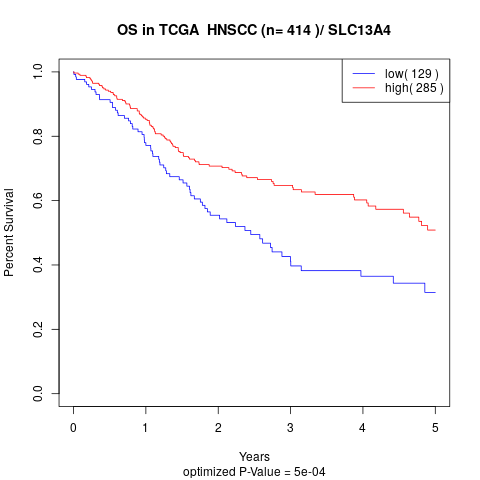 OS in TCGA  HNSCC (n= 414 )/ SLC13A4
low( 129 )
high( 285 )
Percent Survival
1.0
0.8
0.6
0.4
0.2
0.0
0 1 2 3 4 5
Years
optimized P-Value = 5e-04